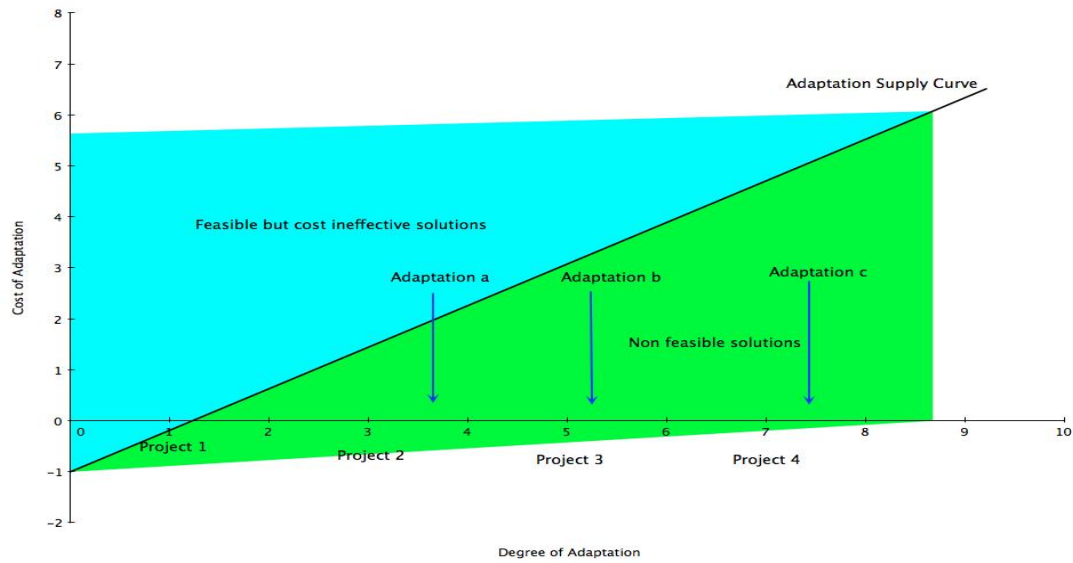 8
7
Adaptation Supply Curve
6
5
Feasible but cost ineffective solutions
4
3
Adaptation a
Adaptation b
Adaptation c
Cost of Adaptation
2
Non feasible solutions
1
0
0 1 2 3 4 5 6 7 8 9 10
Project 1
Project 2
Project 3
Project 4
-1
-2
Degree of Adaptation